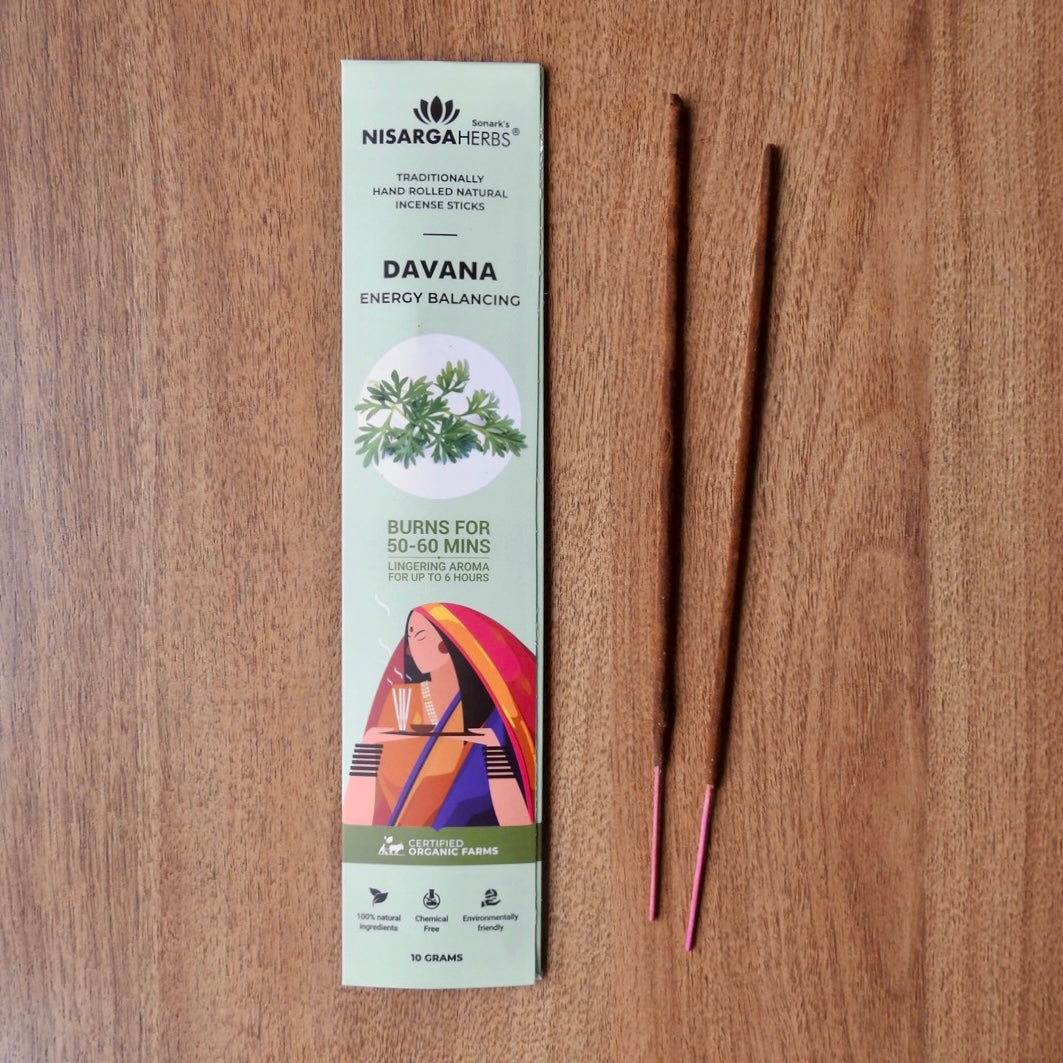 Sonark's
NISARGAHERBS®
TRADITIONALLY
HAND ROLLED NATURAL
INCENSE STICKS
DAVANA
ENERGY BALANCING
BURNS FOR
50-60 MINS
LINGERING AROMA
FOR UP TO 6 HOURS
CERTIFIED
ORGANIC FARMS
100% natural
ingredients
Chemical
Free
Environmentally
friendly
10 GRAMS